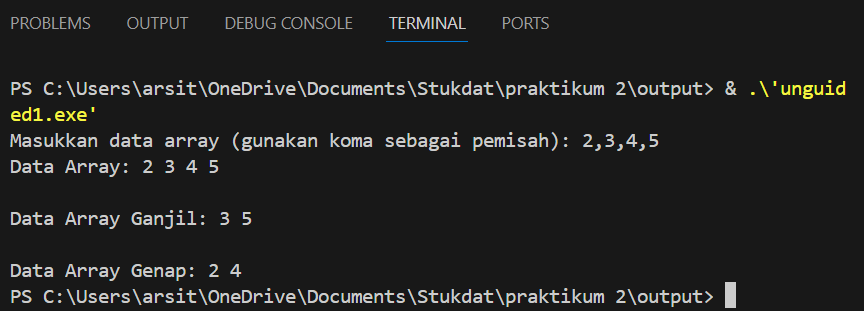 PROBLEMS OUTPUT DEBUG CONSOLE TERMINAL PORTS
PS C:\Users\arsit\OneDrive\Documents\Stukdat\praktikum 2\output> & .\'unguid
ed1.exe'
Masukkan data array (gunakan koma sebagai pemisah): 2,3,4,5
Data Array: 2 3 4 5
Data Array Ganjil: 3 5
Data Array Genap: 2 4
PS C:\Users\arsit\OneDrive\Documents\Stukdat\praktikum 2\output>